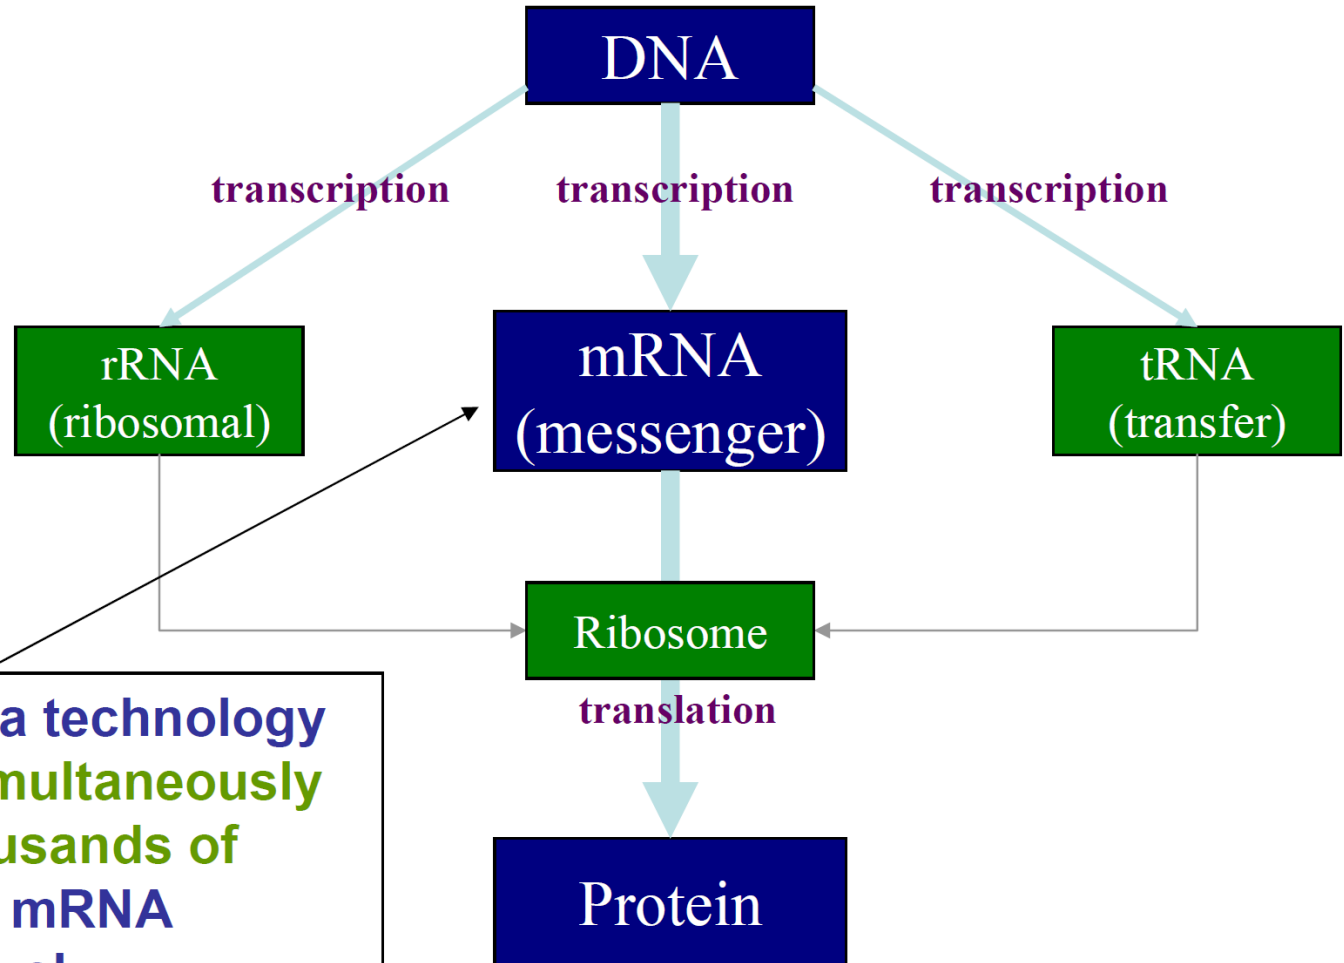 DNA
transcription
transcription
transcription
rRNA
(ribosomal)
mRNA
(messenger)
tRNA
(transfer)
Ribosome
translation
a technology
multaneously
usands of
mRNA
Protein